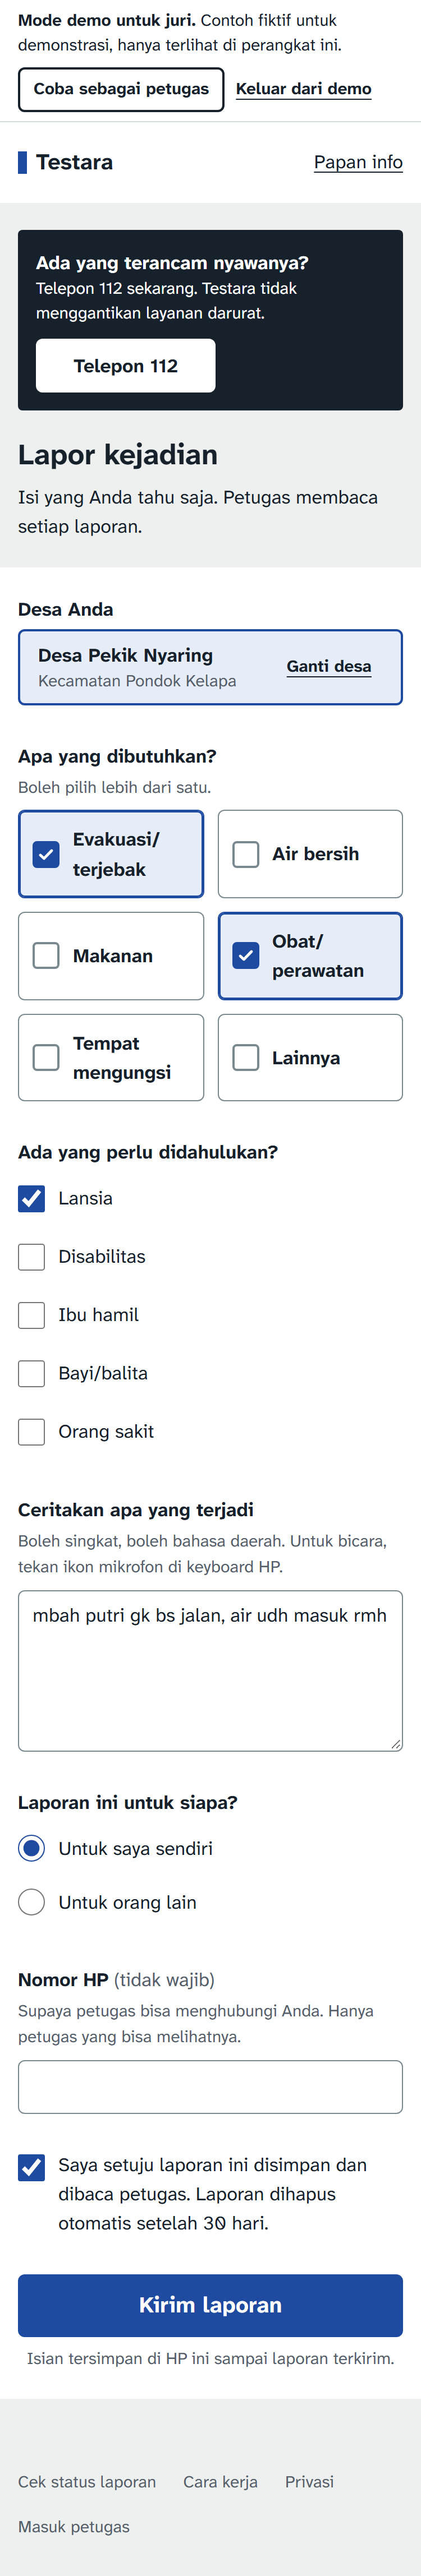 Mode demo untuk juri. Contoh fiktif untuk
demonstrasi, hanya terlihat di perangkat ini.
Coba sebagai petugas
Keluar dari demo
Testara
Papan info
Ada yang terancam nyawanya?
Telepon 112 sekarang. Testara tidak
menggantikan layanan darurat.
Telepon 112
Lapor kejadian
Isi yang Anda tahu saja. Petugas membaca
setiap laporan.
Desa Anda
Desa Pekik Nyaring
Kecamatan Pondok Kelapa
Ganti desa
Apa yang dibutuhkan?
Boleh pilih lebih dari satu.
Evakuasi/
terjebak
Air bersih
Makanan
Obat/
perawatan
Tempat
mengungsi
Lainnya
Ada yang perlu didahulukan?
Lansia
Disabilitas
Ibu hamil
Bayi/balita
Orang sakit
Ceritakan apa yang terjadi
Boleh singkat, boleh bahasa daerah. Untuk bicara,
tekan ikon mikrofon di keyboard HP.
mbah putri gk bs jalan, air udh masuk rmh
Laporan ini untuk siapa?
Untuk saya sendiri
Untuk orang lain
Nomor HP (tidak wajib)
Supaya petugas bisa menghubungi Anda. Hanya
petugas yang bisa melihatnya.
Saya setuju laporan ini disimpan dan
dibaca petugas. Laporan dihapus
otomatis setelah 30 hari.
Kirim laporan
Isian tersimpan di HP ini sampai laporan terkirim.
Cek status laporan
Cara kerja
Privasi
Masuk petugas